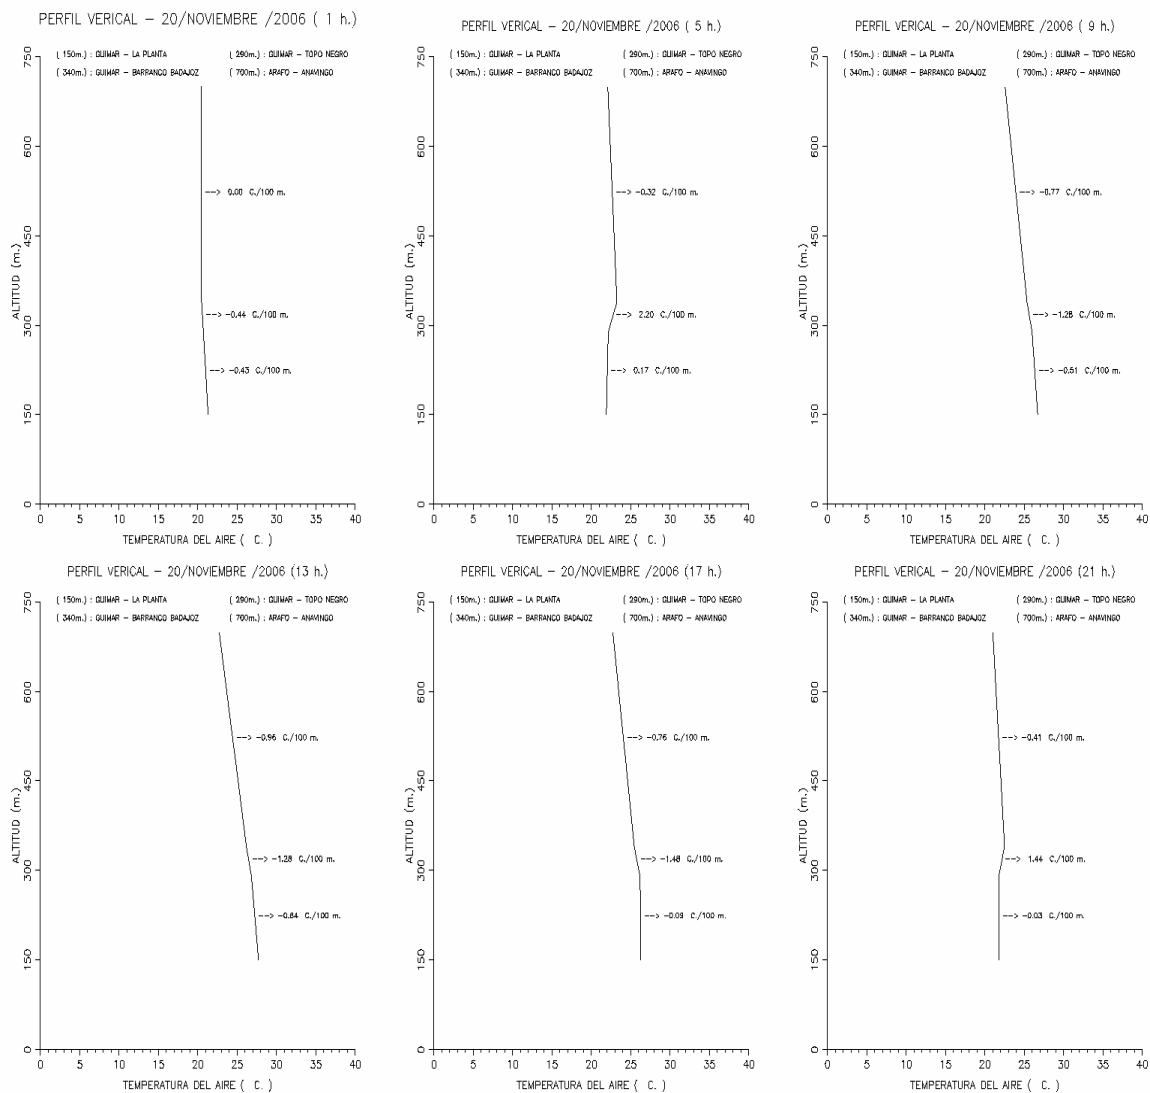 PERFIL VERICAL - 20/NOVIEMBRE /2006 ( 1 h.)
( 150m.) : GUIMAR - LA PLANTA ( 290m.) : GUIMAR - TOPO NEGRO
( 340m.) : GUIMAR - BARRANCO BADAJOZ ( 700m.) : ARAFO - ANAVINGO
750
600
450
300
150
0
ALTITUD (m.)
--> 0.00 C./100 m.
--> -0.44 C./100 m.
--> -0.43 C./100 m.
0 5 10 15 20 25 30 35 40
TEMPERATURA DEL AIRE ( C. )
PERFIL VERICAL - 20/NOVIEMBRE /2006 ( 5 h.)
( 150m.) : GUIMAR - LA PLANTA ( 290m.) : GUIMAR - TOPO NEGRO
( 340m.) : GUIMAR - BARRANCO BADAJOZ ( 700m.) : ARAFO - ANAVINGO
750
600
450
300
150
0
ALTITUD (m.)
--> -0.32 C./100 m.
--> 2.20 C./100 m.
--> 0.17 C./100 m.
0 5 10 15 20 25 30 35 40
TEMPERATURA DEL AIRE ( C. )
PERFIL VERICAL - 20/NOVIEMBRE /2006 ( 9 h.)
( 150m.) : GUIMAR - LA PLANTA ( 290m.) : GUIMAR - TOPO NEGRO
( 340m.) : GUIMAR - BARRANCO BADAJOZ ( 700m.) : ARAFO - ANAVINGO
750
600
450
300
150
0
ALTITUD (m.)
--> -0.77 C./100 m.
--> -1.28 C./100 m.
--> -0.51 C./100 m.
0 5 10 15 20 25 30 35 40
TEMPERATURA DEL AIRE ( C. )
PERFIL VERICAL - 20/NOVIEMBRE /2006 (13 h.)
( 150m.) : GUIMAR - LA PLANTA ( 290m.) : GUIMAR - TOPO NEGRO
( 340m.) : GUIMAR - BARRANCO BADAJOZ ( 700m.) : ARAFO - ANAVINGO
750
600
450
300
150
0
ALTITUD (m.)
--> -0.96 C./100 m.
--> -1.28 C./100 m.
--> -0.64 C./100 m.
0 5 10 15 20 25 30 35 40
TEMPERATURA DEL AIRE ( C. )
PERFIL VERICAL - 20/NOVIEMBRE /2006 (17 h.)
( 150m.) : GUIMAR - LA PLANTA ( 290m.) : GUIMAR - TOPO NEGRO
( 340m.) : GUIMAR - BARRANCO BADAJOZ ( 700m.) : ARAFO - ANAVINGO
750
600
450
300
150
0
ALTITUD (m.)
--> -0.76 C./100 m.
--> -1.48 C./100 m.
--> -0.09 C./100 m.
0 5 10 15 20 25 30 35 40
TEMPERATURA DEL AIRE ( C. )
PERFIL VERICAL - 20/NOVIEMBRE /2006 (21 h.)
( 150m.) : GUIMAR - LA PLANTA ( 290m.) : GUIMAR - TOPO NEGRO
( 340m.) : GUIMAR - BARRANCO BADAJOZ ( 700m.) : ARAFO - ANAVINGO
750
600
450
300
150
0
ALTITUD (m.)
--> -0.41 C./100 m.
--> 1.44 C./100 m.
--> -0.03 C./100 m.
0 5 10 15 20 25 30 35 40
TEMPERATURA DEL AIRE ( C. )